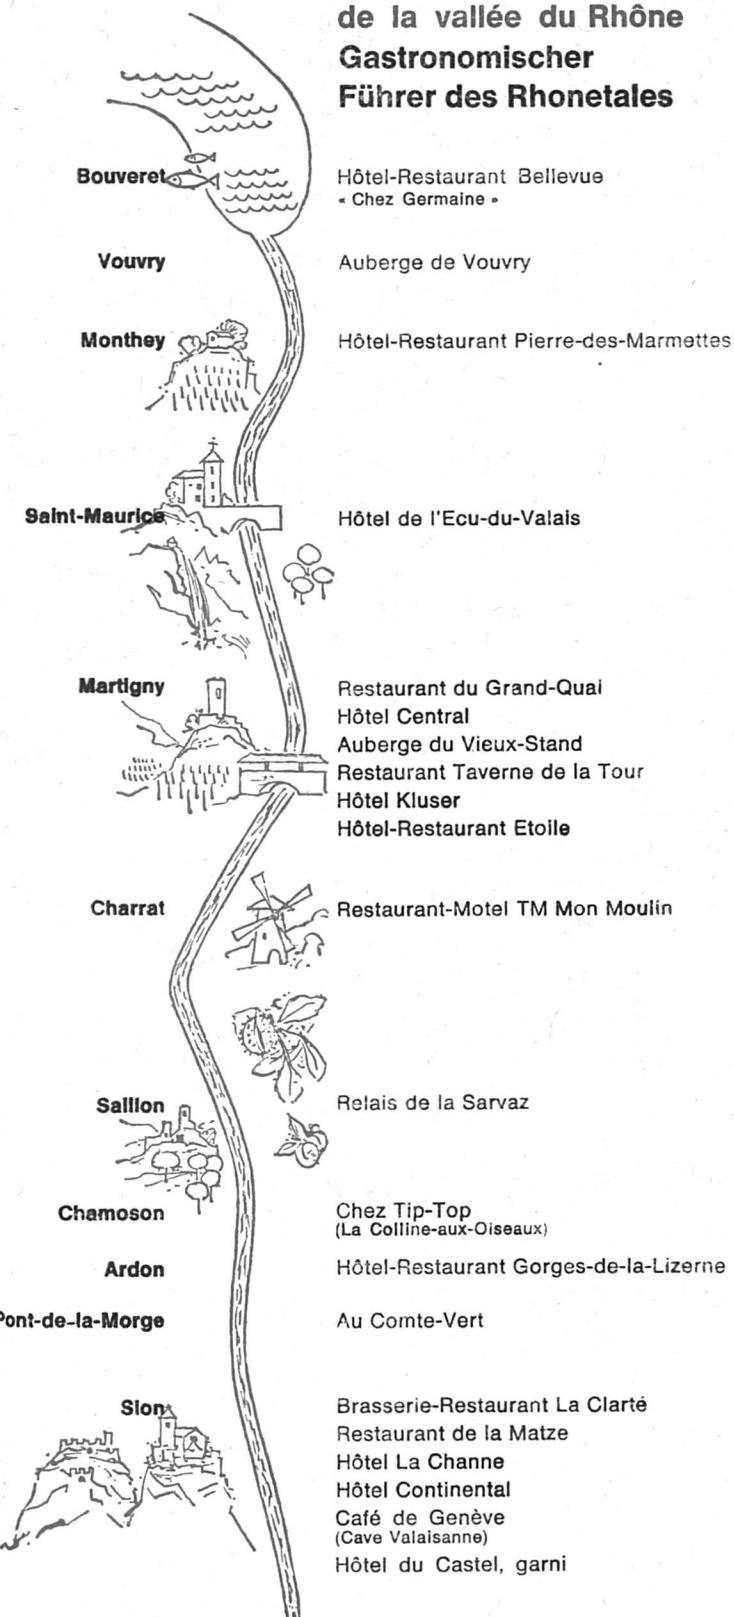 de la vallée du Rhône
Gastronomischer
Führer des Rhonetales
Bouveret Hôtel-Restaurant Bellevue
« Chez Germaine »
Vouvry Auberge de Vouvry
Monthey Hôtel-Restaurant Pierre-des-Marmettes
Saint-Maurice Hôtel de l'Ecu-du-Valais
Martigny Restaurant du Grand-Quai
Hôtel Central
Auberge du Vieux-Stand
Restaurant Taverne de la Tour
Hôtel Kluser
Hôtel-Restaurant Etoile
Charrat Restaurant-Motel TM Mon Moulin
Saillon Relais de la Sarvaz
Chamoson Chez Tip-Top
(La Colline-aux-Oiseaux)
Ardon Hôtel-Restaurant Gorges-de-la-Lizerne
Pont-de-la-Morge Au Comte-Vert
Sion Brasserie-Restaurant La Clarté
Restaurant de la Matze
Hôtel La Channe
Hôtel Continental
Café de Genève
(Cave Valaisanne)
Hôtel du Castel, garni